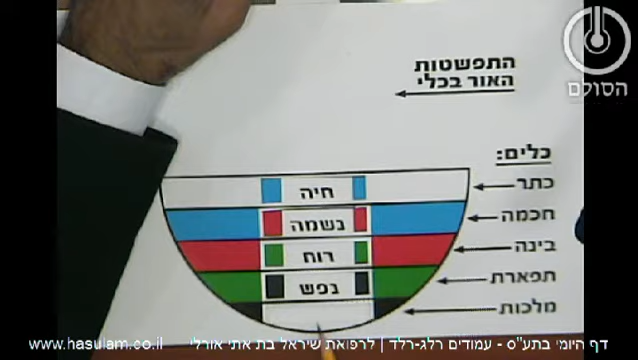 הסולם
התפשטות
האור בכלי
כלים:
כתר
חיה
חכמה
נשמה
בינה
רוח
תפארת
נפש
מלכות
דף היומי בתע"ס - עמודים רלג-רלד | לרפואת שיראל בת אתי אורלי www.hasulam.co.il